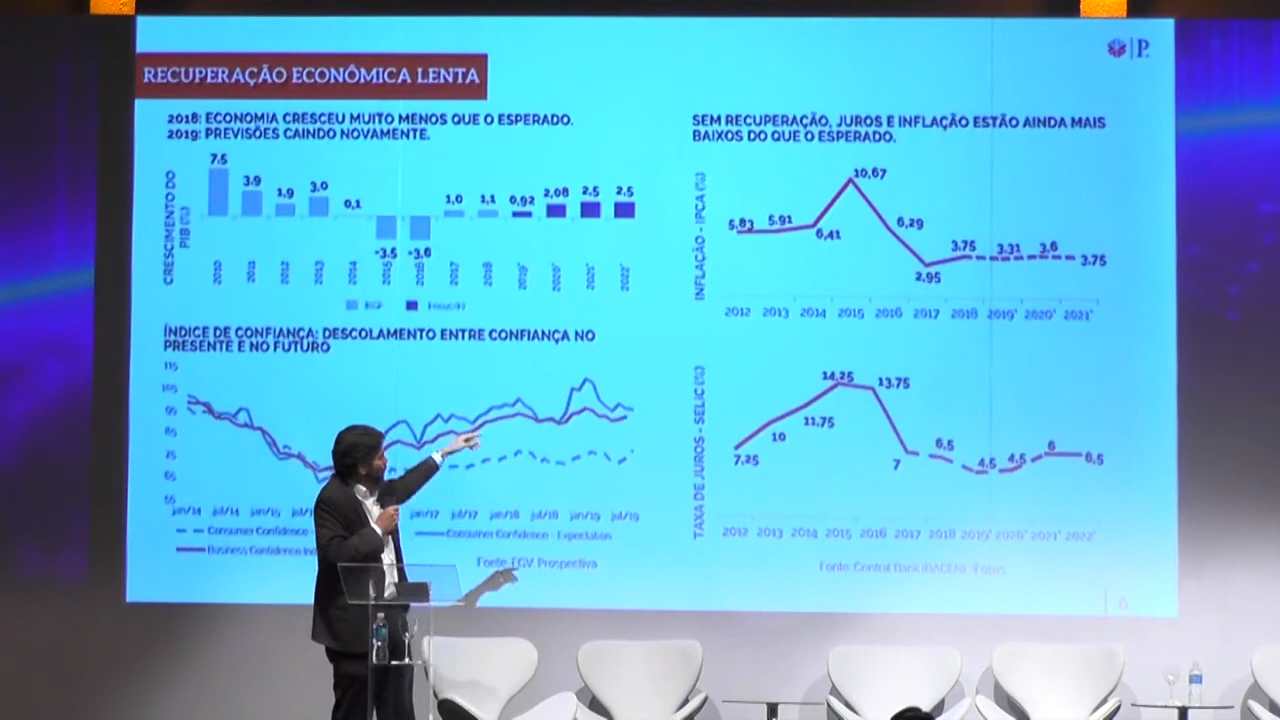 RECUPERAÇÃO ECONÔMICA LENTA
P.
2018: ECONOMIA CRESCEU MUITO MENOS QUE O ESPERADO.
2019: PREVISÕES CAINDO NOVAMENTE.
CRESCIMENTO DO
PIB (%)
7,5 3,9 1,9 3,0 0,1 -3,5 -3,6 1,0 1,1 0,92 2,08 2,5 2,5
2010 2011 2012 2013 2014 2015 2016 2017 2018 2019* 2020* 2021* 2022*
ÍNDICE DE CONFIANÇA: DESCOLAMENTO ENTRE CONFIANÇA NO
PRESENTE E NO FUTURO
115
105
95
85
75
65
55
jan/14 jul/14 jan/15 jul/1 jan/17 jul/17 jan/18 jul/18 jan/19 jul/19
Consumer Confidence
Consumer Confidence - Expectation
Business Confidence Ind
Fonte: FGV, Prospectiva
SEM RECUPERAÇÃO, JUROS E INFLAÇÃO ESTÃO AINDA MAIS
BAIXOS DO QUE O ESPERADO.
INFLAÇÃO - IPCA (%)
5,83 5,91 6,41 10,67 6,29 2,95 3,75 3,31 3,6 3,75
2012 2013 2014 2015 2016 2017 2018 2019* 2020* 2021*
TAXA DE JUROS - SELIC (%)
7,25 10 11,75 14,25 13,75 7 6,5 4,5 4,5 6 6,5
2012 2013 2014 2015 2016 2017 2018 2019* 2020* 2021* 2022*
Fonte: Central Bank (BACEN) - Focus
6